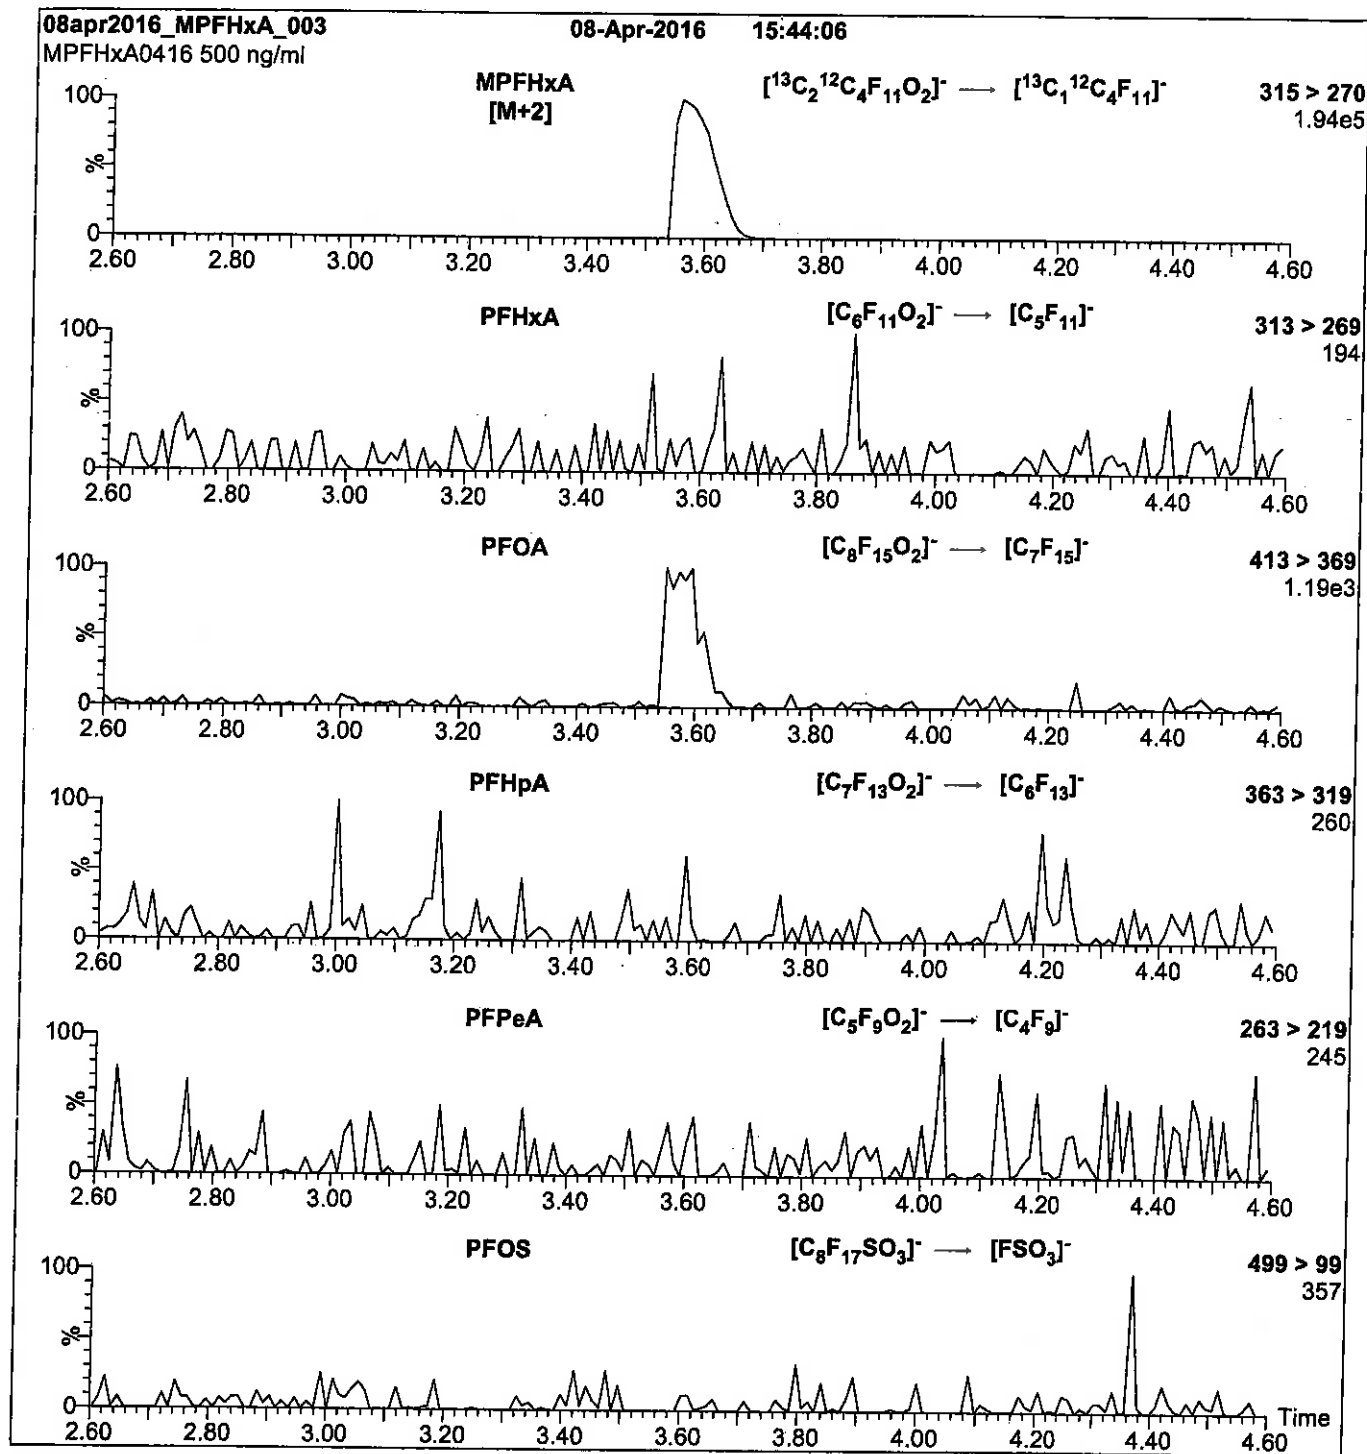 08apr2016_MPFHxA_003 08-Apr-2016 15:44:06
MPFHxA0416 500 ng/ml
MPFHxA [¹³C₂¹²C₄F₁₁O₂]⁻ → [¹³C₁¹²C₄F₁₁]⁻ 315 > 270
[M+2] 1.94e5
100
%
0
2.60 2.80 3.00 3.20 3.40 3.60 3.80 4.00 4.20 4.40 4.60
PFHxA [C₆F₁₁O₂]⁻ → [C₅F₁₁]⁻ 313 > 269
194
100
%
0
2.60 2.80 3.00 3.20 3.40 3.60 3.80 4.00 4.20 4.40 4.60
PFOA [C₈F₁₅O₂]⁻ → [C₇F₁₅]⁻ 413 > 369
1.19e3
100
%
0
2.60 2.80 3.00 3.20 3.40 3.60 3.80 4.00 4.20 4.40 4.60
PFHpA [C₇F₁₃O₂]⁻ → [C₆F₁₃]⁻ 363 > 319
260
100
%
0
2.60 2.80 3.00 3.20 3.40 3.60 3.80 4.00 4.20 4.40 4.60
PFPeA [C₅F₉O₂]⁻ → [C₄F₉]⁻ 263 > 219
245
100
%
0
2.60 2.80 3.00 3.20 3.40 3.60 3.80 4.00 4.20 4.40 4.60
PFOS [C₈F₁₇SO₃]⁻ → [FSO₃]⁻ 499 > 99
357
100
%
0
2.60 2.80 3.00 3.20 3.40 3.60 3.80 4.00 4.20 4.40 4.60 Time